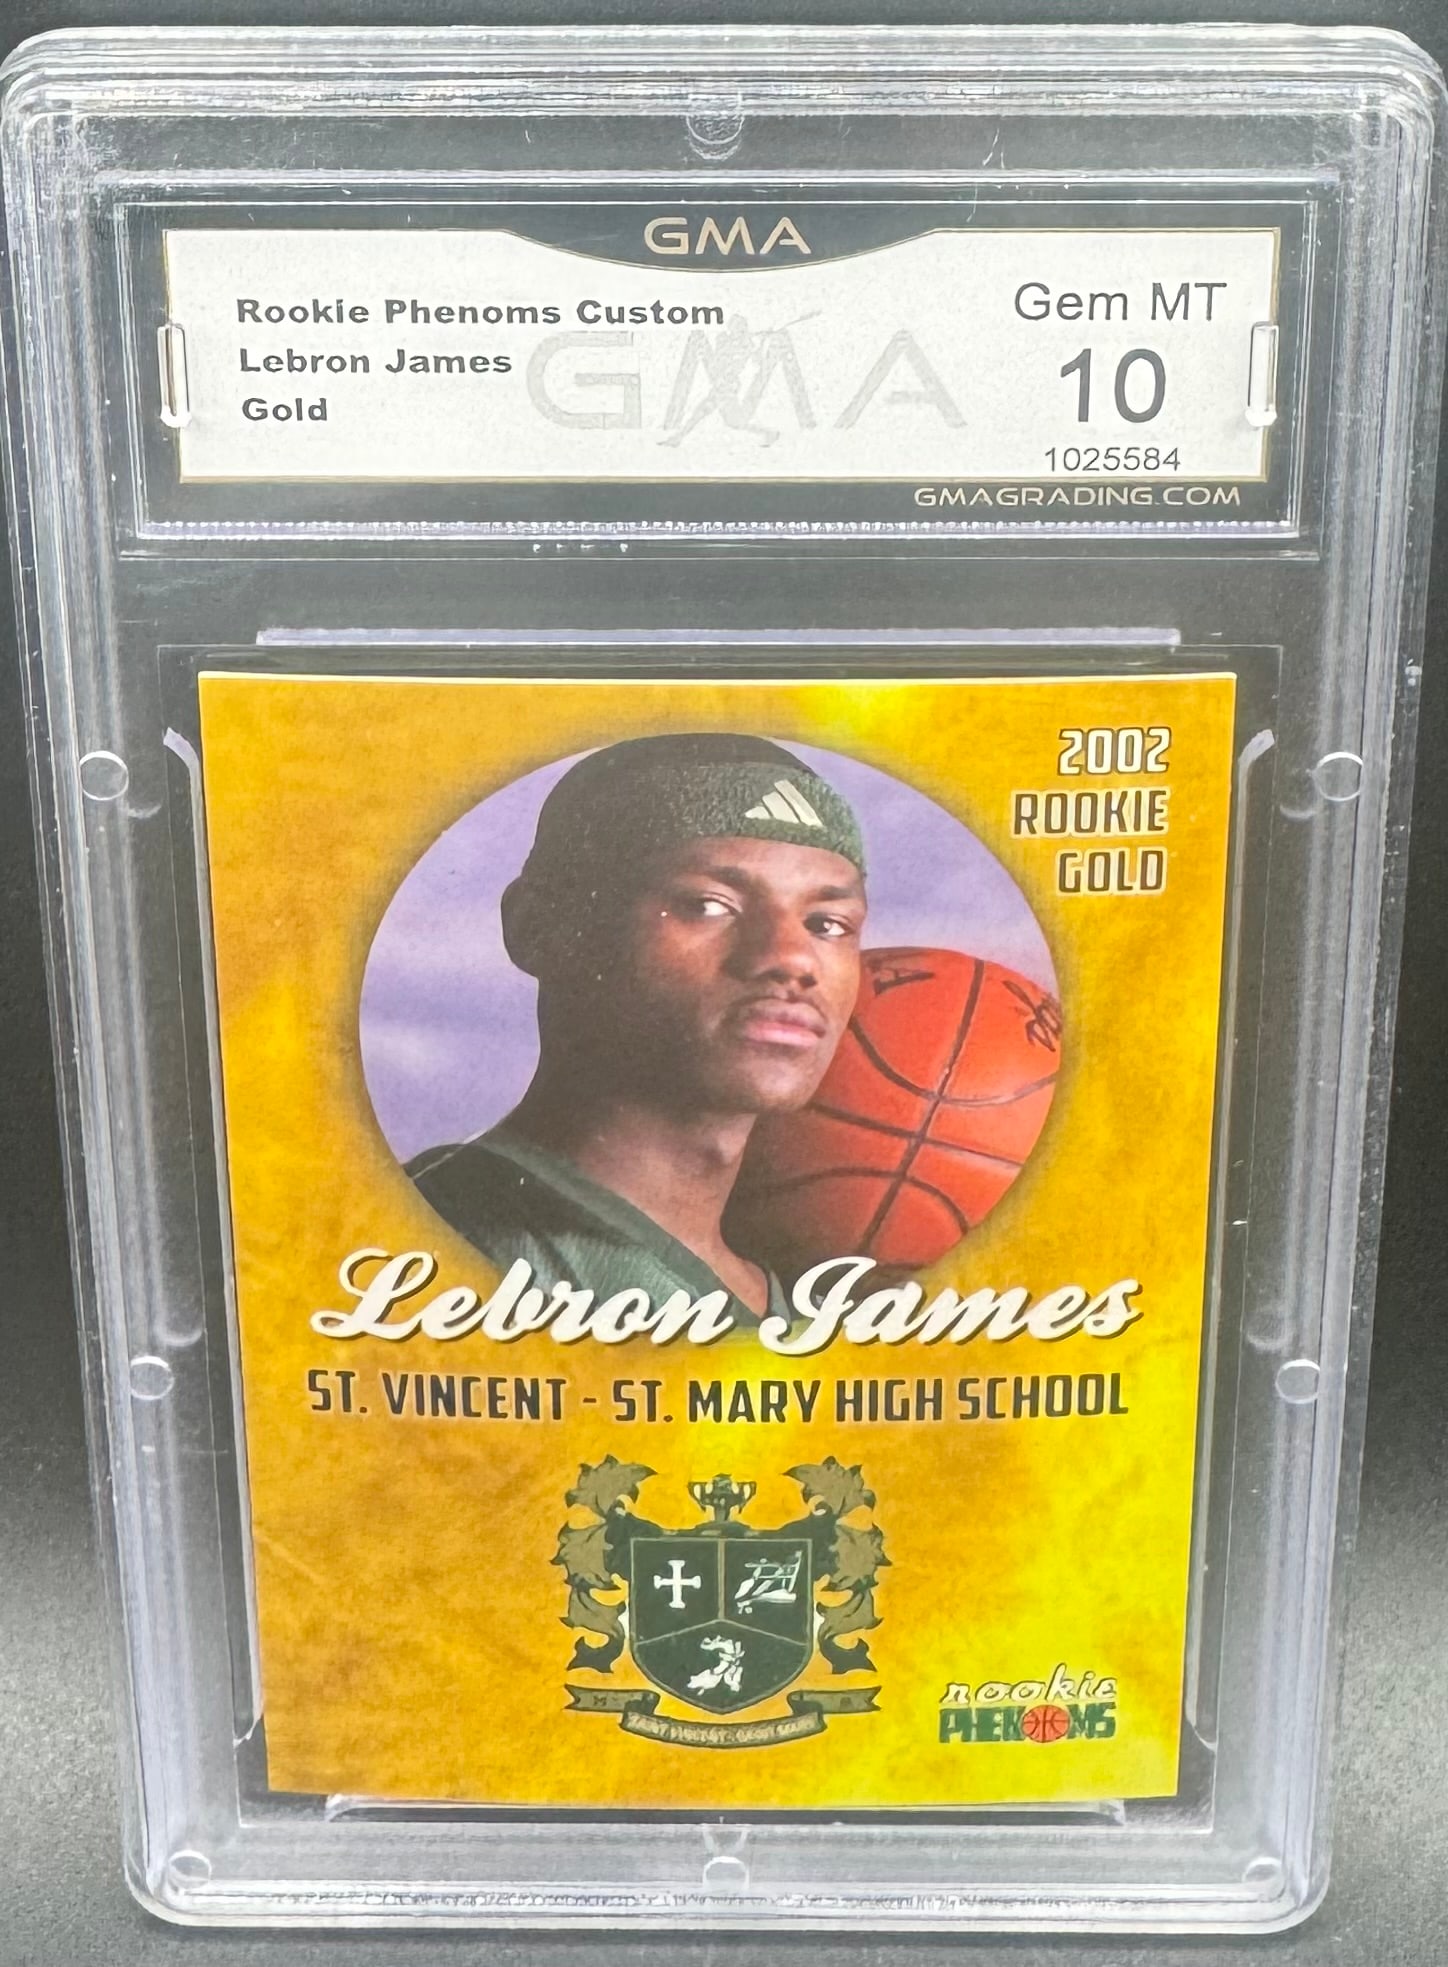 GMA
Rookie Phenoms Custom
Lebron James
Gold
Gem MT
10
1025584
GMA
GMAGRADING.COM
2002
ROOKIE
GOLD
Lebron James
ST. VINCENT - ST. MARY HIGH SCHOOL
rookie
PHENOMS